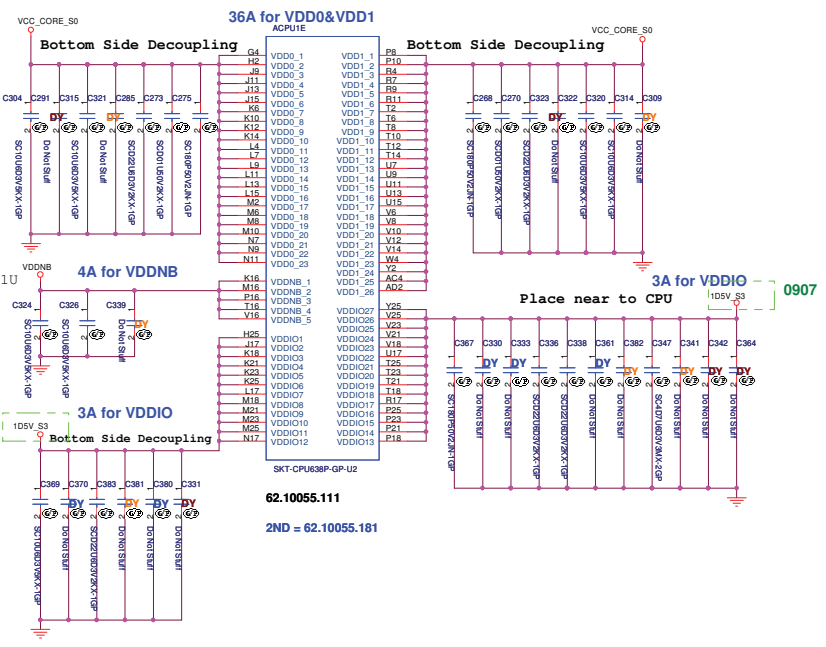 36A for VDD0&VDD1
VCC_CORE_S0
ACPU1E
VCC_CORE_S0
Bottom Side Decoupling
Bottom Side Decoupling
G4 VDD0_1 VDD1_1 P8
H2 VDD0_2 VDD1_2 P10
J9 VDD0_3 VDD1_3 R4
J11 VDD0_4 VDD1_4 R7
J13 VDD0_5 VDD1_5 R9
J15 VDD0_6 VDD1_6 R11
K6 VDD0_7 VDD1_7 T2
K10 VDD0_8 VDD1_8 T6
K12 VDD0_9 VDD1_9 T8
K14 VDD0_10 VDD1_10 T10
L4 VDD0_11 VDD1_11 T12
L7 VDD0_12 VDD1_12 T14
L9 VDD0_13 VDD1_13 U7
L11 VDD0_14 VDD1_14 U9
L13 VDD0_15 VDD1_15 U11
L15 VDD0_16 VDD1_16 U13
M2 VDD0_17 VDD1_17 U15
M6 VDD0_18 VDD1_18 V6
M8 VDD0_19 VDD1_19 V8
M10 VDD0_20 VDD1_20 V10
N7 VDD0_21 VDD1_21 V12
N9 VDD0_22 VDD1_22 V14
N11 VDD0_23 VDD1_23 W4
VDD1_24 Y2
K16 VDDNB_1 VDD1_25 AC4
M16 VDDNB_2 VDD1_26 AD2
P16 VDDNB_3
T16 VDDNB_4 VDDIO27 Y25
V16 VDDNB_5 VDDIO26 V25
VDDIO25 V23
H25 VDDIO1 VDDIO24 V21
J17 VDDIO2 VDDIO23 V18
K18 VDDIO3 VDDIO22 U17
K21 VDDIO4 VDDIO21 T25
K23 VDDIO5 VDDIO20 T23
K25 VDDIO6 VDDIO19 T21
L17 VDDIO7 VDDIO18 T18
M18 VDDIO8 VDDIO17 R17
M21 VDDIO9 VDDIO16 P25
M23 VDDIO10 VDDIO15 P23
M25 VDDIO11 VDDIO14 P21
N17 VDDIO12 VDDIO13 P18
SKT-CPU638P-GP-U2
62.10055.111
2ND = 62.10055.181
C304 C291 C315 C321 C285 C273 C275
DY DY
SC10U6D3V5KX-1GP
Do Not Stuff
SC10U6D3V5KX-1GP
Do Not Stuff
SCD22U6D3V2KX-1GP
SCD01U50V2KX-1GP
SC180P50V2JN-1GP
C268 C270 C323 C322 C320 C314 C309
DY DY
SC180P50V2JN-1GP
SCD01U50V2KX-1GP
SCD22U6D3V2KX-1GP
Do Not Stuff
SC10U6D3V5KX-1GP
SC10U6D3V5KX-1GP
Do Not Stuff
1U
VDDNB
4A for VDDNB
C324 C326 C339
DY
SC10U6D3V5KX-1GP
SC10U6D3V5KX-1GP
Do Not Stuff
3A for VDDIO
1D5V_S3
0907
Place near to CPU
C367 C330 C333 C336 C338 C361 C382 C347 C341 C342 C364
DY DY DY DY DY DY DY
SC180P50V2JN-1GP
Do Not Stuff
Do Not Stuff
SCD22U6D3V2KX-1GP
SCD22U6D3V2KX-1GP
Do Not Stuff
Do Not Stuff
SC4D7U6D3V3MX-2GP
Do Not Stuff
Do Not Stuff
Do Not Stuff
3A for VDDIO
1D5V_S3
Bottom Side Decoupling
C369 C370 C383 C381 C380 C331
DY DY DY DY
SC10U6D3V5KX-1GP
Do Not Stuff
SCD22U6D3V2KX-1GP
Do Not Stuff
Do Not Stuff
Do Not Stuff